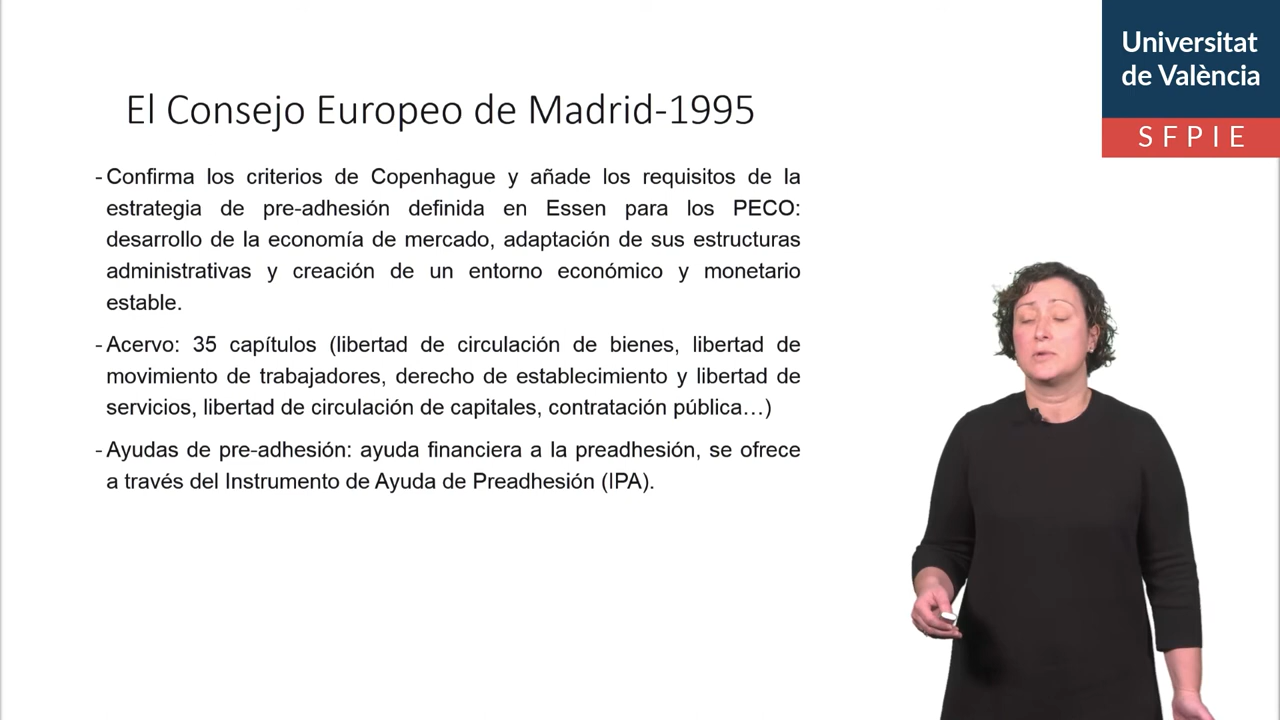 Universitat
de València
SFPIE
El Consejo Europeo de Madrid-1995
- Confirma los criterios de Copenhague y añade los requisitos de la
estrategia de pre-adhesión definida en Essen para los PECO:
desarrollo de la economía de mercado, adaptación de sus estructuras
administrativas y creación de un entorno económico y monetario
estable.
- Acervo: 35 capítulos (libertad de circulación de bienes, libertad de
movimiento de trabajadores, derecho de establecimiento y libertad de
servicios, libertad de circulación de capitales, contratación pública…)
- Ayudas de pre-adhesión: ayuda financiera a la preadhesión, se ofrece
a través del Instrumento de Ayuda de Preadhesión (IPA).